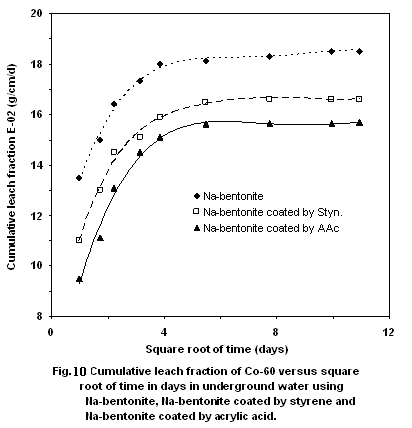 20
18
16
14
12
10
8
Cumulative leach fraction E-02 (g/cm/d)
Na-bentonite
Na-bentonite coated by Styn.
Na-bentonite coated by AAc
0
4
8
12
Square root of time (days)
Fig.10 Cumulative leach fraction of Co-60 versus square
root of time in days in underground water using
Na-bentonite, Na-bentonite coated by styrene and
Na-bentonite coated by acrylic acid.